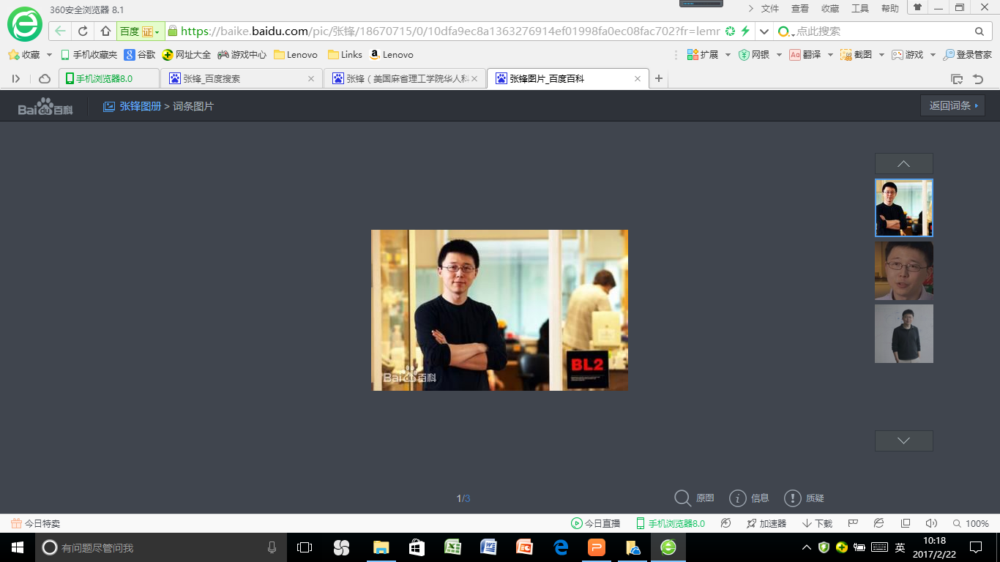 360安全浏览器 8.1
文件 查看 收藏 工具 帮助
百度 证 https://baike.baidu.com/pic/张锋/18670715/0/10dfa9ec8a1363276914ef01998fa0ec08fac702?fr=lemr 点此搜索
收藏 手机收藏夹 谷歌 网址大全 游戏中心 Lenovo Links Lenovo 扩展 网银 翻译 截图 游戏 登录管家
手机浏览器8.0 张锋_百度搜索 张锋（美国麻省理工学院华人科 张锋图片_百度百科
Bai du 百科 张锋图册 > 词条图片 返回词条
BL2
Bai du 百科
1/3 原图 信息 质疑
今日特卖 今日直播 手机浏览器8.0 加速器 下载 100%
有问题尽管问我 英 10:18
2017/2/22